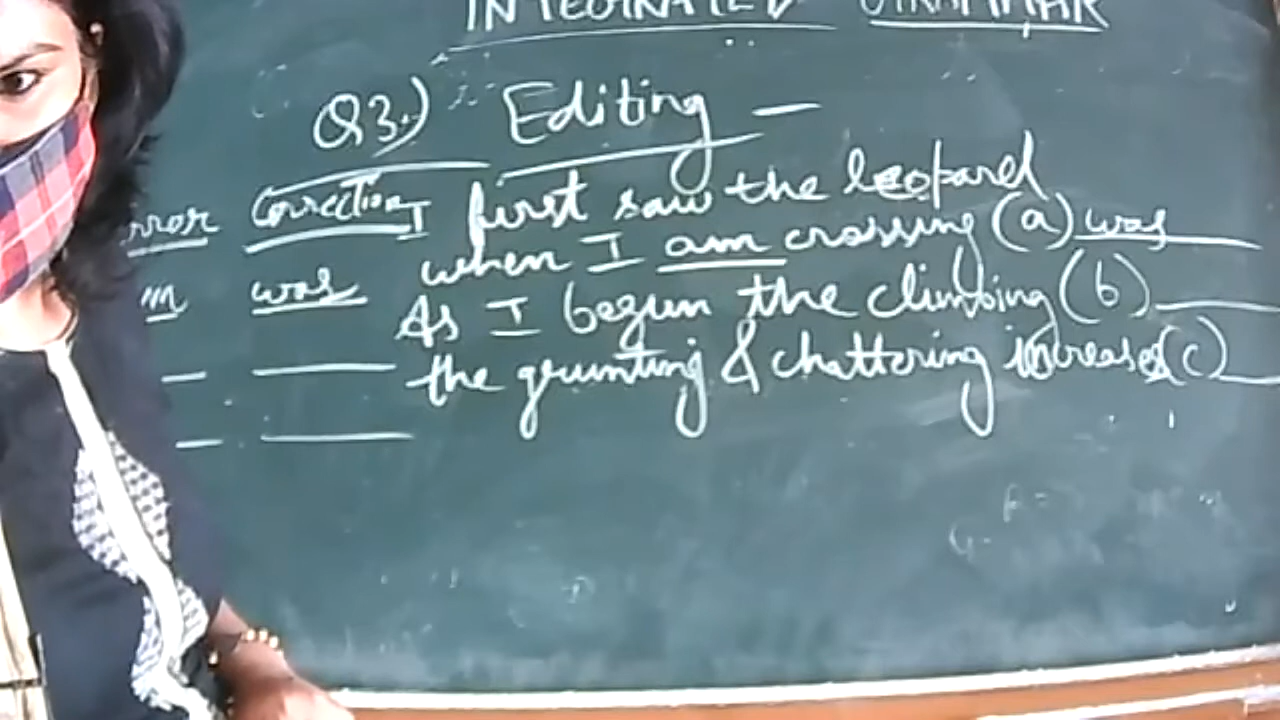 INTEGRATED GRAMMAR
Q3.) Editing —
rror Correction I first saw the leopard
when I am crossing (a) was
m was
As I begun the climbing (b)
the grunting & chattering increases (c)